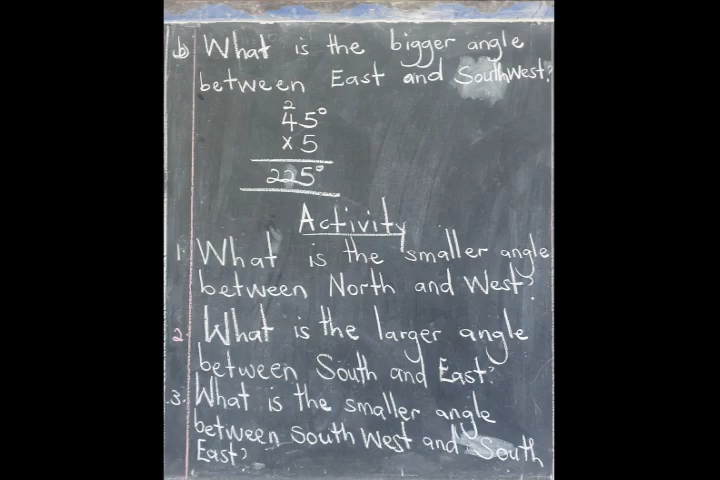 b) What is the bigger angle
between East and SouthWest?
2
45°
x 5
225°
Activity
1. What is the smaller angle
between North and West?
2. What is the larger angle
between South and East?
3. What is the smaller angle
between South West and South
East?